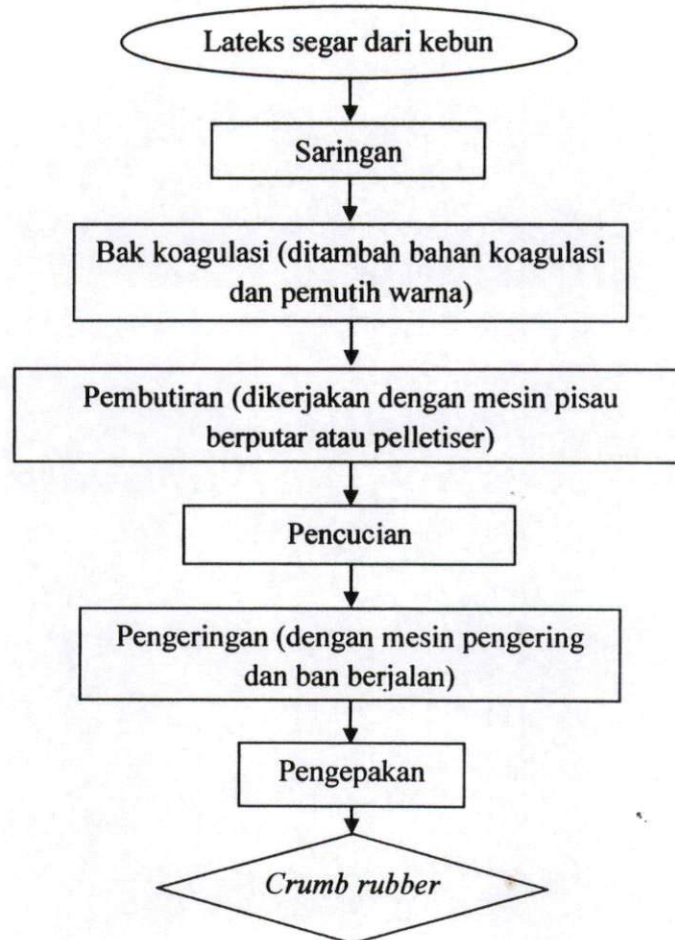 Lateks segar dari kebun
Saringan
Bak koagulasi (ditambah bahan koagulasi
dan pemutih warna)
Pembutiran (dikerjakan dengan mesin pisau
berputar atau pelletiser)
Pencucian
Pengeringan (dengan mesin pengering
dan ban berjalan)
Pengepakan
Crumb rubber